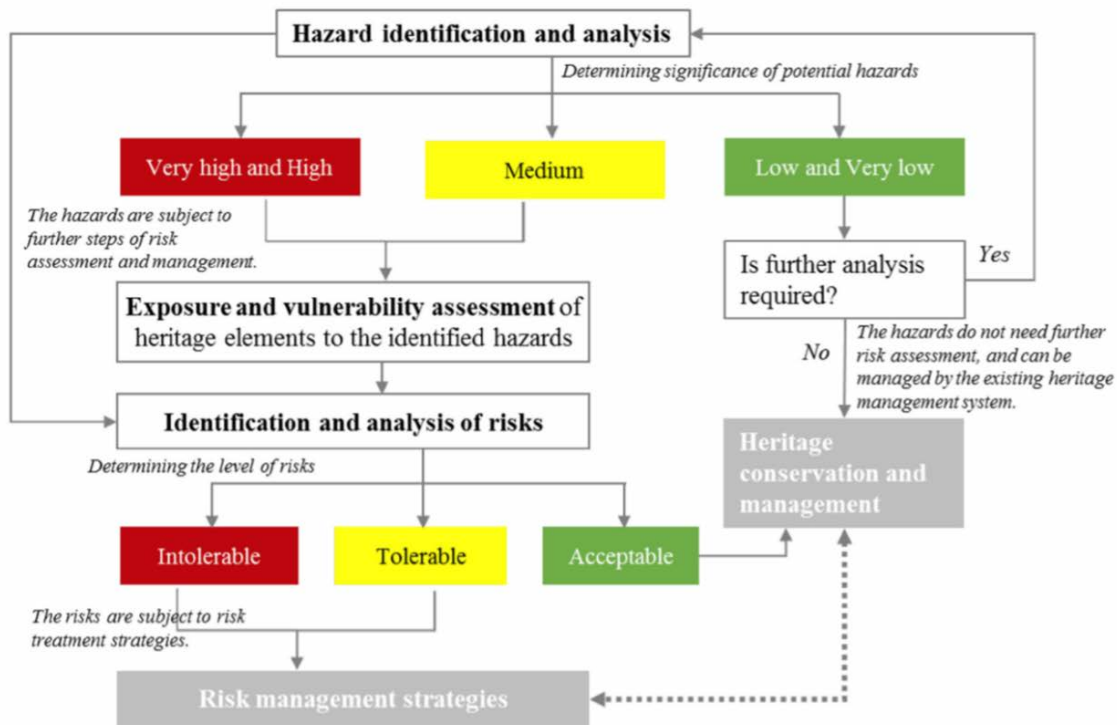 Hazard identification and analysis
Determining significance of potential hazards
Very high and High
Medium
Low and Very low
The hazards are subject to
further steps of risk
assessment and management.
Is further analysis
required?
Yes
Exposure and vulnerability assessment of
heritage elements to the identified hazards
No
The hazards do not need further
risk assessment, and can be
managed by the existing heritage
management system.
Identification and analysis of risks
Determining the level of risks
Heritage
conservation and
management
Intolerable
Tolerable
Acceptable
The risks are subject to risk
treatment strategies.
Risk management strategies